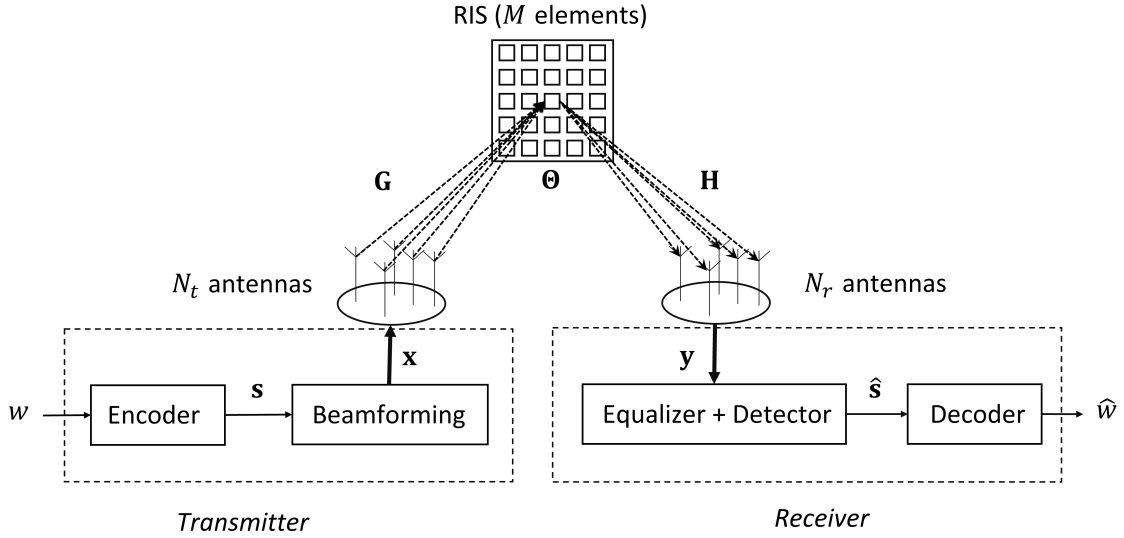 RIS (M elements)
G
Θ
H
N_t antennas
N_r antennas
x
y
w
Encoder
s
Beamforming
Equalizer + Detector
ŝ
Decoder
ŵ
Transmitter
Receiver